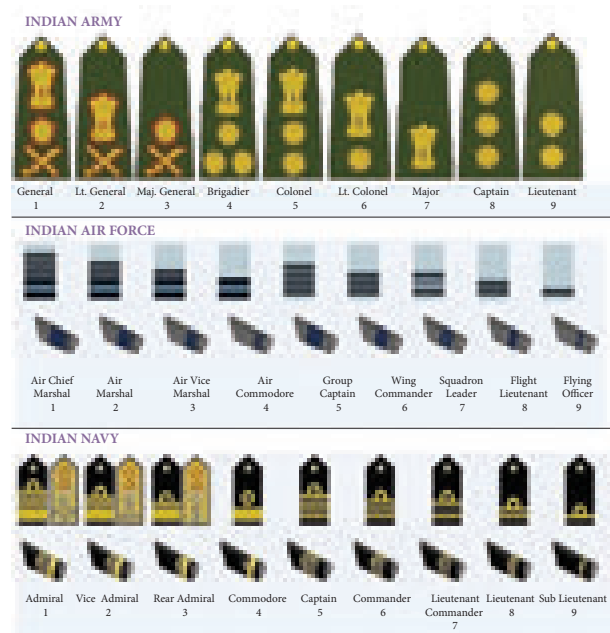 INDIAN ARMY
General Lt. General Maj. General Brigadier Colonel Lt. Colonel Major Captain Lieutenant
1 2 3 4 5 6 7 8 9
INDIAN AIR FORCE
Air Chief Air Air Vice Air Group Wing Squadron Flight Flying
Marshal Marshal Marshal Commodore Captain Commander Leader Lieutenant Officer
1 2 3 4 5 6 7 8 9
INDIAN NAVY
Admiral Vice Admiral Rear Admiral Commodore Captain Commander Lieutenant Lieutenant Sub Lieutenant
1 2 3 4 5 6 Commander 8 9
7